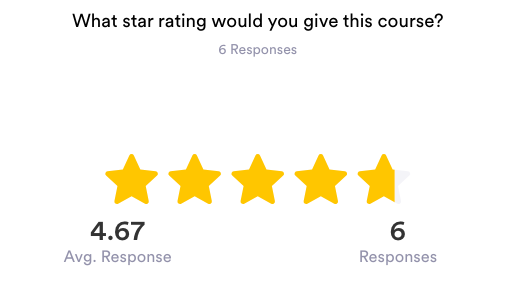 What star rating would you give this course?
6 Responses
4.67
Avg. Response
6
Responses